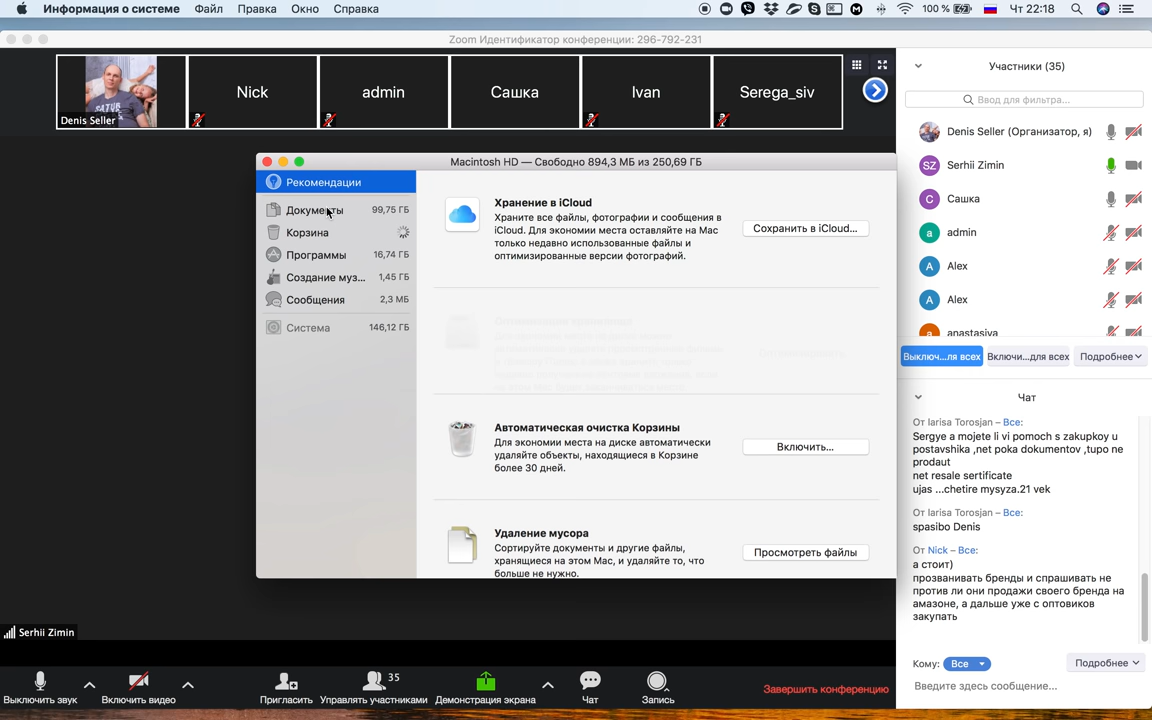 Информация о системе Файл Правка Окно Справка 100 % Чт 22:18
Zoom Идентификатор конференции: 296-792-231
Denis Seller
Nick
admin
Сашка
Ivan
Serega_siv
Macintosh HD — Свободно 894,3 МБ из 250,69 ГБ
Рекомендации
Документы 99,75 ГБ
Корзина
Программы 16,74 ГБ
Создание муз... 1,45 ГБ
Сообщения 2,3 МБ
Система 146,12 ГБ
Хранение в iCloud
Храните все файлы, фотографии и сообщения в
iCloud. Для экономии места оставляйте на Mac
только недавно использованные файлы и
оптимизированные версии фотографий.
Сохранить в iCloud...
Автоматическая очистка Корзины
Для экономии места на диске автоматически
удаляйте объекты, находящиеся в Корзине
более 30 дней.
Включить...
Удаление мусора
Сортируйте документы и другие файлы,
хранящиеся на этом Mac, и удаляйте то, что
больше не нужно.
Просмотреть файлы
Serhii Zimin
Выключить звук
Включить видео
Пригласить
35
Управлять участниками
Демонстрация экрана
Чат
Запись
Завершить конференцию
Участники (35)
Ввод для фильтра...
Denis Seller (Организатор, я)
SZ Serhii Zimin
С Сашка
a admin
A Alex
A Alex
a anastasiya
Выключ...ля всех Включи...для всех Подробнее
Чат
От larisa Torosjan – Все:
Sergye a mojete li vi pomoch s zakupkoy u
postavshika ,net poka dokumentov ,tupo ne
prodaut
net resale sertificate
ujas ...chetire mysyza.21 vek
От larisa Torosjan – Все:
spasibo Denis
От Nick – Все:
а стоит)
прозванивать бренды и спрашивать не
против ли они продажи своего бренда на
амазоне, а дальше уже с оптовиков
закупать
Кому: Все Подробнее
Введите здесь сообщение...